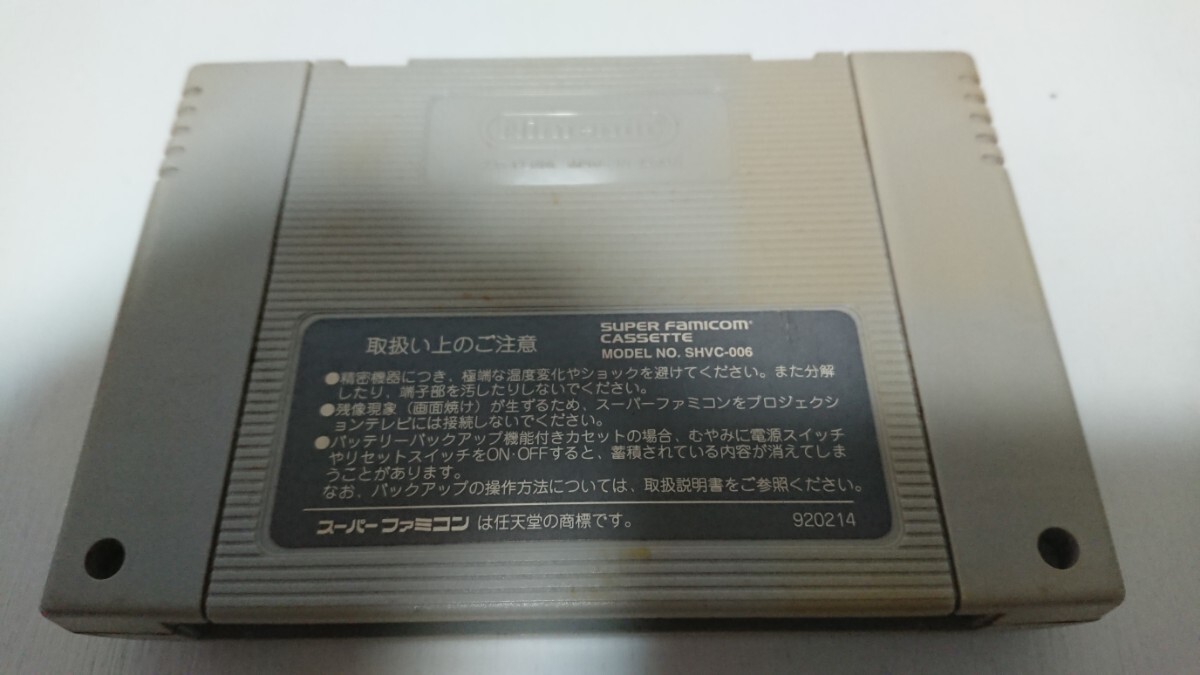 Nintendo
取扱い上のご注意
SUPER FAMICOM
CASSETTE
MODEL NO. SHVC-006
●精密機器につき、極端な温度変化やショックを避けてください。また分解
したり、端子部を汚したりしないでください。
●残像現象（画面焼け）が生ずるため、スーパーファミコンをプロジェクシ
ョンテレビには接続しないでください。
●バッテリーバックアップ機能付きカセットの場合、むやみに電源スイッチ
やリセットスイッチをON・OFFすると、蓄積されている内容が消えてしま
うことがあります。
なお、バックアップの操作方法については、取扱説明書をご参照ください。
スーパーファミコン は任天堂の商標です。
920214